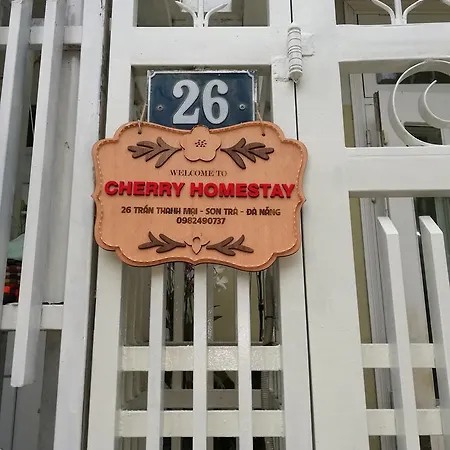 26
WELCOME TO
CHERRY HOMESTAY
26 TRẦN THANH MẠI - SƠN TRÀ - ĐÀ NẴNG
0982490737